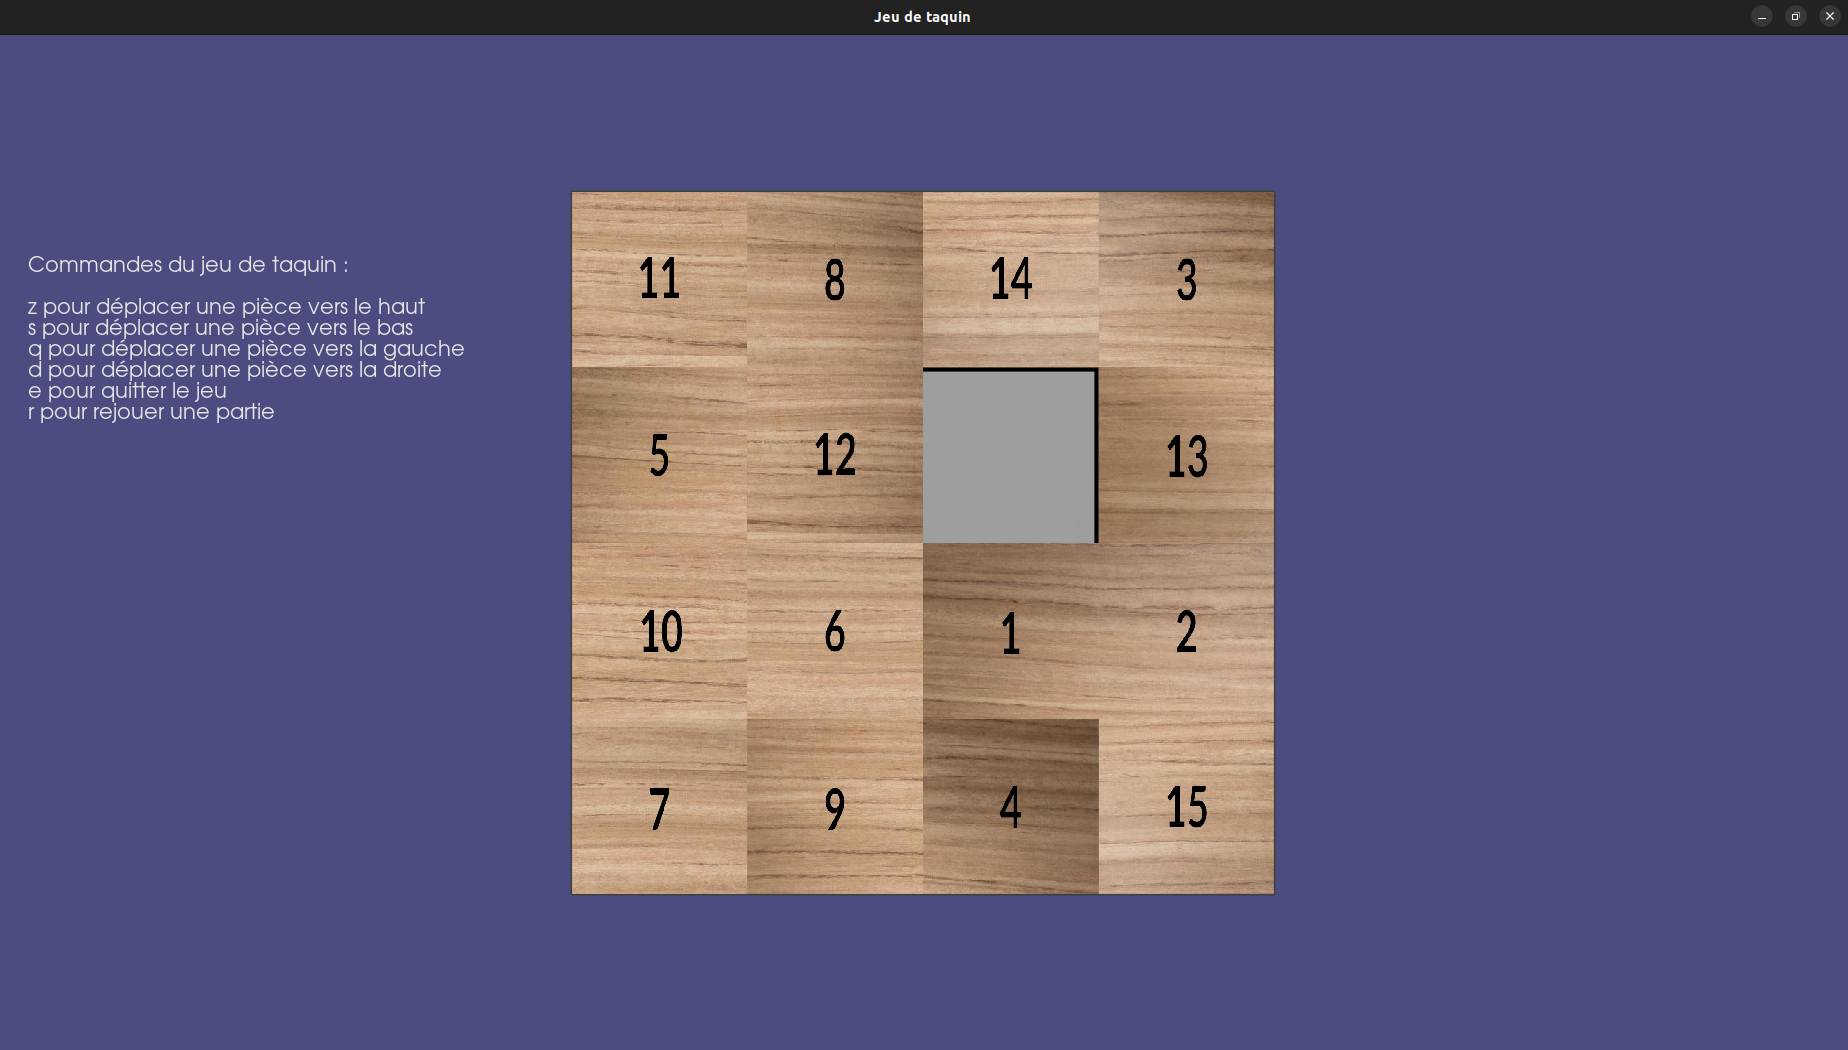 Jeu de taquin
Commandes du jeu de taquin :
z pour déplacer une pièce vers le haut
s pour déplacer une pièce vers le bas
q pour déplacer une pièce vers la gauche
d pour déplacer une pièce vers la droite
e pour quitter le jeu
r pour rejouer une partie
11 8 14 3
5 12 13
10 6 1 2
7 9 4 15